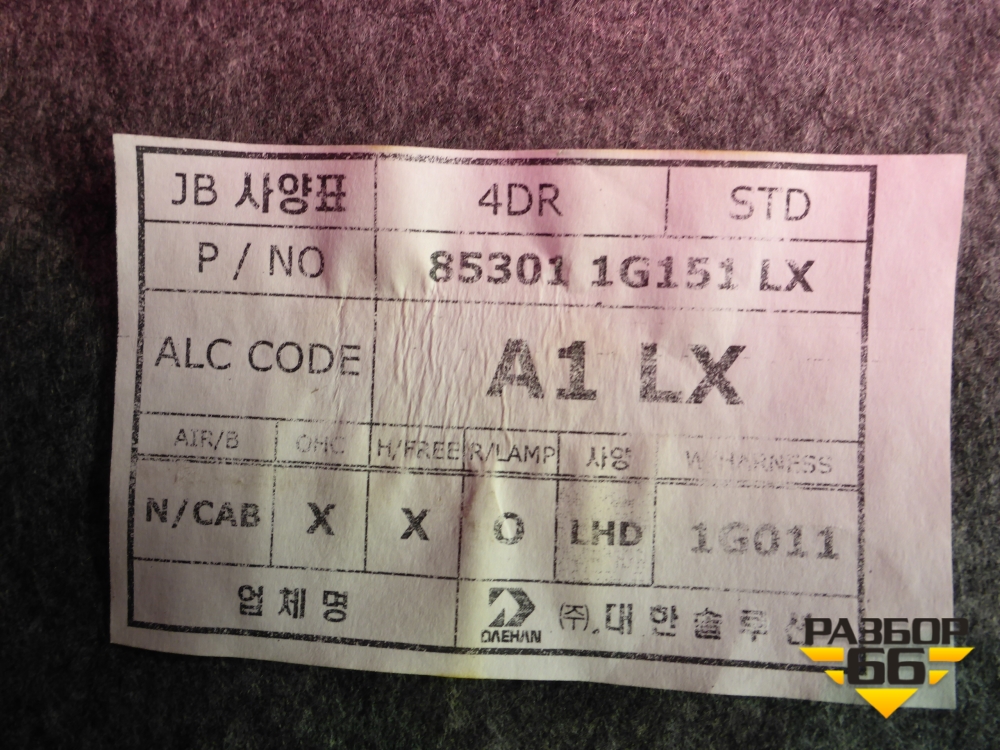 JB 사양표 4DR STD
P / NO 85301 1G151 LX
ALC CODE A1 LX
AIR/B OHC H/FREE R/LAMP 사양 W/HARNESS
N/CAB X X O LHD 1G011
업 체 명 DAEHAN ㈜.대 한 솔 루 션
РАЗБОР
66